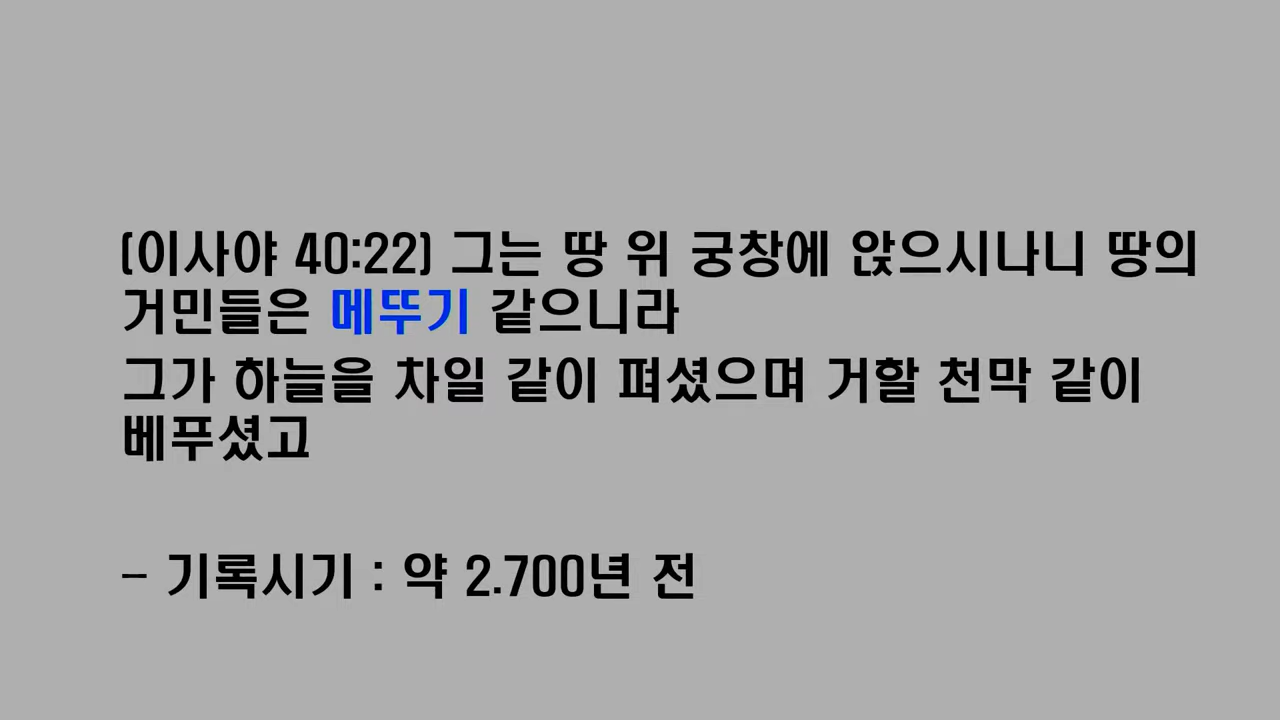 (이사야 40:22) 그는 땅 위 궁창에 앉으시나니 땅의
거민들은 메뚜기 같으니라
그가 하늘을 차일 같이 펴셨으며 거할 천막 같이
베푸셨고
- 기록시기 : 약 2.700년 전